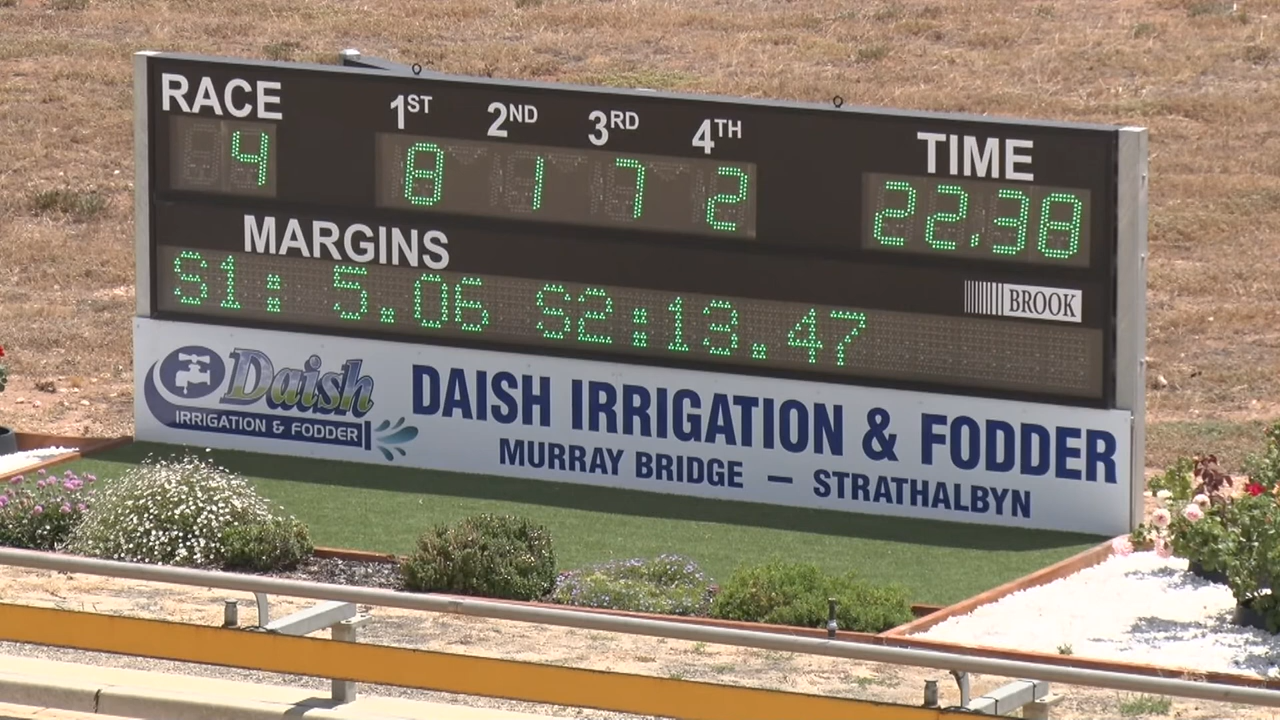 RACE 1ST 2ND 3RD 4TH TIME
4 8 1 7 2 22.38
MARGINS
S1: 5.06 S2:13.47
BROOK
Daish
IRRIGATION & FODDER
DAISH IRRIGATION & FODDER
MURRAY BRIDGE — STRATHALBYN